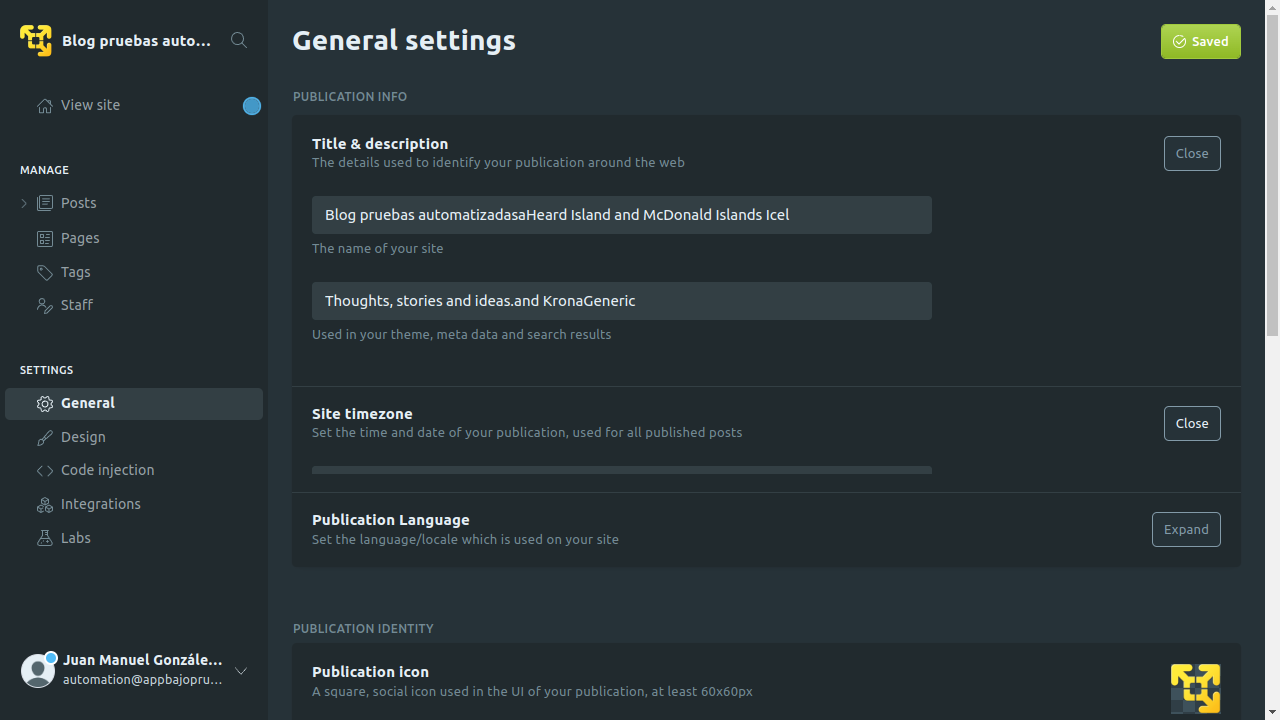 Blog pruebas auto...
View site
MANAGE
Posts
Pages
Tags
Staff
SETTINGS
General
Design
Code injection
Integrations
Labs
Juan Manuel Gonzále...
automation@appbajopru...
General settings
Saved
PUBLICATION INFO
Title & description
The details used to identify your publication around the web
Close
Blog pruebas automatizadasaHeard Island and McDonald Islands Icel
The name of your site
Thoughts, stories and ideas.and KronaGeneric
Used in your theme, meta data and search results
Site timezone
Set the time and date of your publication, used for all published posts
Close
Publication Language
Set the language/locale which is used on your site
Expand
PUBLICATION IDENTITY
Publication icon
A square, social icon used in the UI of your publication, at least 60x60px